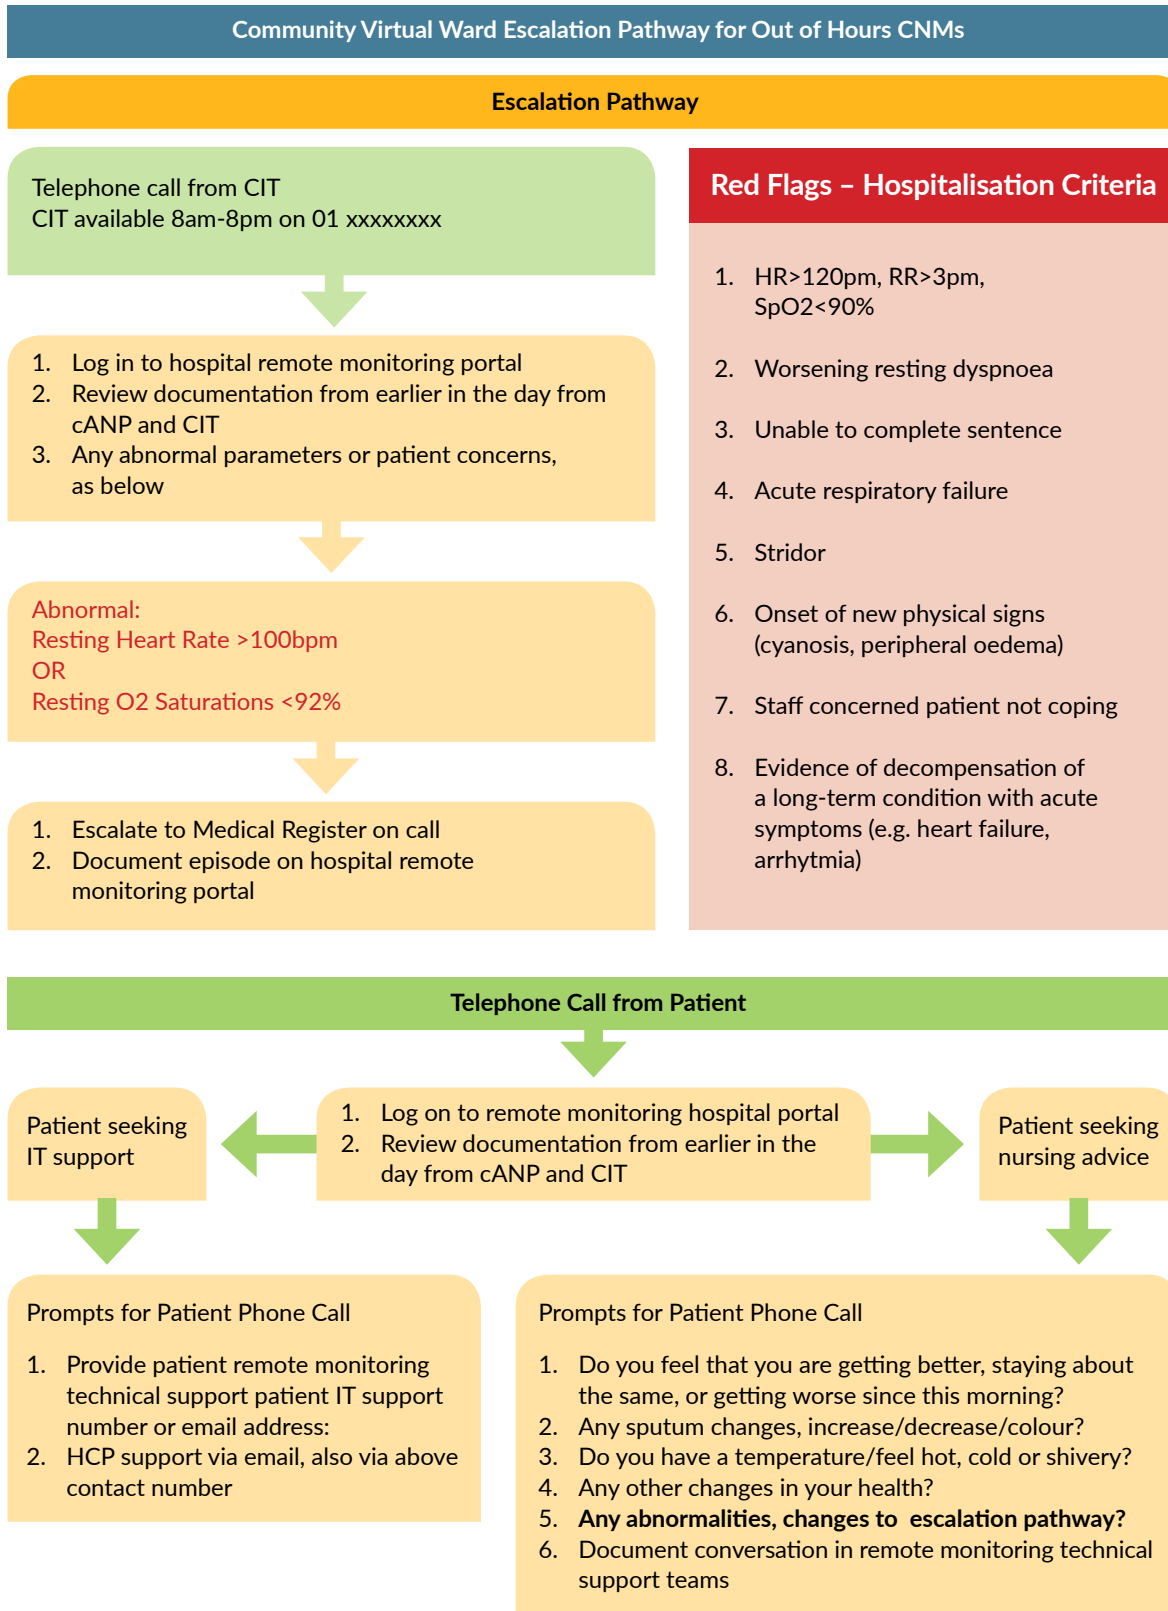 Community Virtual Ward Escalation Pathway for Out of Hours CNMs
Escalation Pathway
Telephone call from CIT
CIT available 8am-8pm on 01 xxxxxxxx
1. Log in to hospital remote monitoring portal
2. Review documentation from earlier in the day from
cANP and CIT
3. Any abnormal parameters or patient concerns,
as below
Abnormal:
Resting Heart Rate >100bpm
OR
Resting O2 Saturations <92%
1. Escalate to Medical Register on call
2. Document episode on hospital remote
monitoring portal
Red Flags – Hospitalisation Criteria
1. HR>120pm, RR>3pm,
SpO2<90%
2. Worsening resting dyspnoea
3. Unable to complete sentence
4. Acute respiratory failure
5. Stridor
6. Onset of new physical signs
(cyanosis, peripheral oedema)
7. Staff concerned patient not coping
8. Evidence of decompensation of
a long-term condition with acute
symptoms (e.g. heart failure,
arrhytmia)
Telephone Call from Patient
Patient seeking
IT support
1. Log on to remote monitoring hospital portal
2. Review documentation from earlier in the
day from cANP and CIT
Patient seeking
nursing advice
Prompts for Patient Phone Call
1. Provide patient remote monitoring
technical support patient IT support
number or email address:
2. HCP support via email, also via above
contact number
Prompts for Patient Phone Call
1. Do you feel that you are getting better, staying about
the same, or getting worse since this morning?
2. Any sputum changes, increase/decrease/colour?
3. Do you have a temperature/feel hot, cold or shivery?
4. Any other changes in your health?
5. Any abnormalities, changes to escalation pathway?
6. Document conversation in remote monitoring technical
support teams